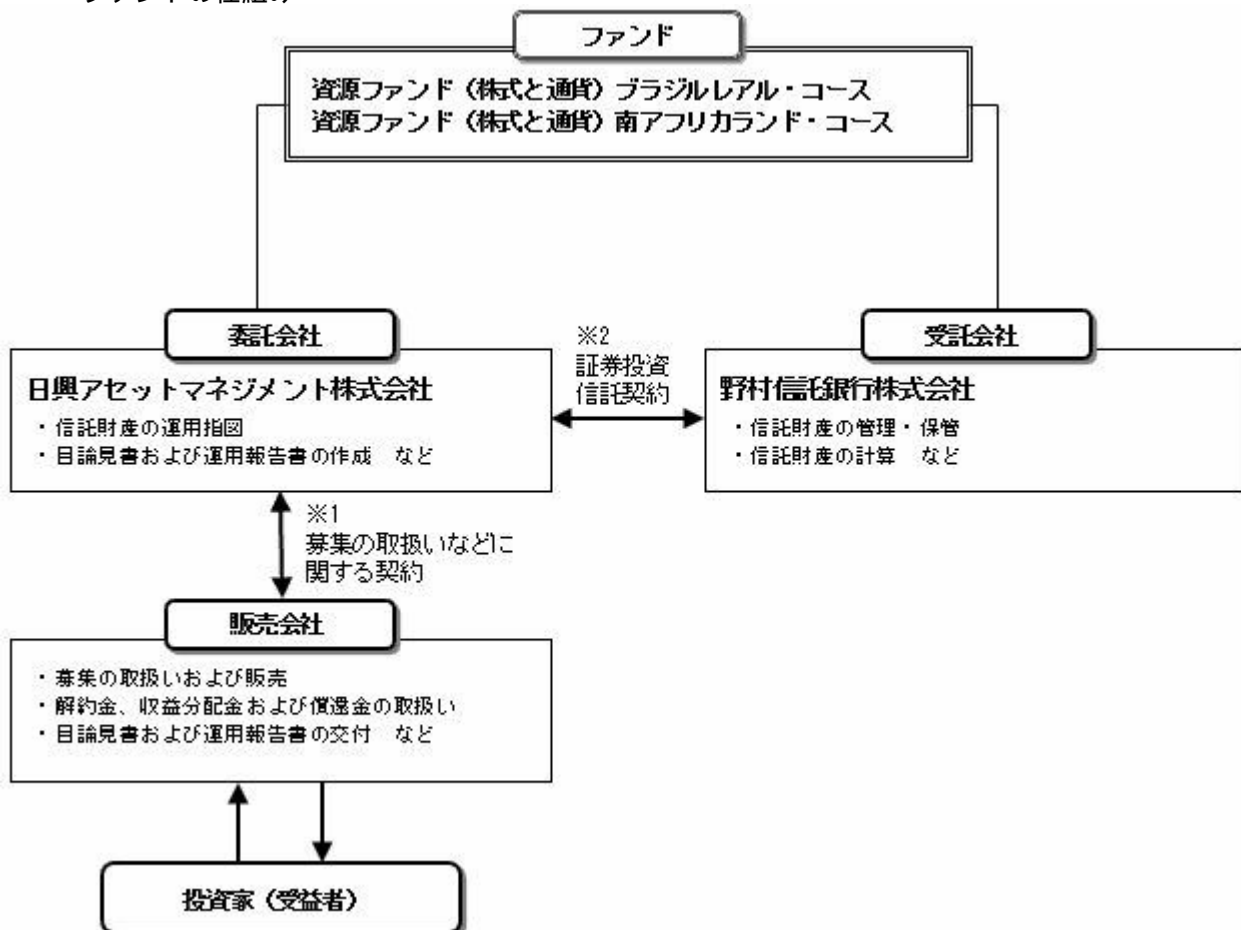 ファンドの仕組み
ファンド
資源ファンド（株式と通貨）ブラジルレアル・コース
資源ファンド（株式と通貨）南アフリカランド・コース
委託会社
日興アセットマネジメント株式会社
・信託財産の運用指図
・目論見書および運用報告書の作成　など
※2
証券投資
信託契約
受託会社
野村信託銀行株式会社
・信託財産の管理・保管
・信託財産の計算　など
※1
募集の取扱いなどに
関する契約
販売会社
・募集の取扱いおよび販売
・解約金、収益分配金および償還金の取扱い
・目論見書および運用報告書の交付　など
投資家（受益者）